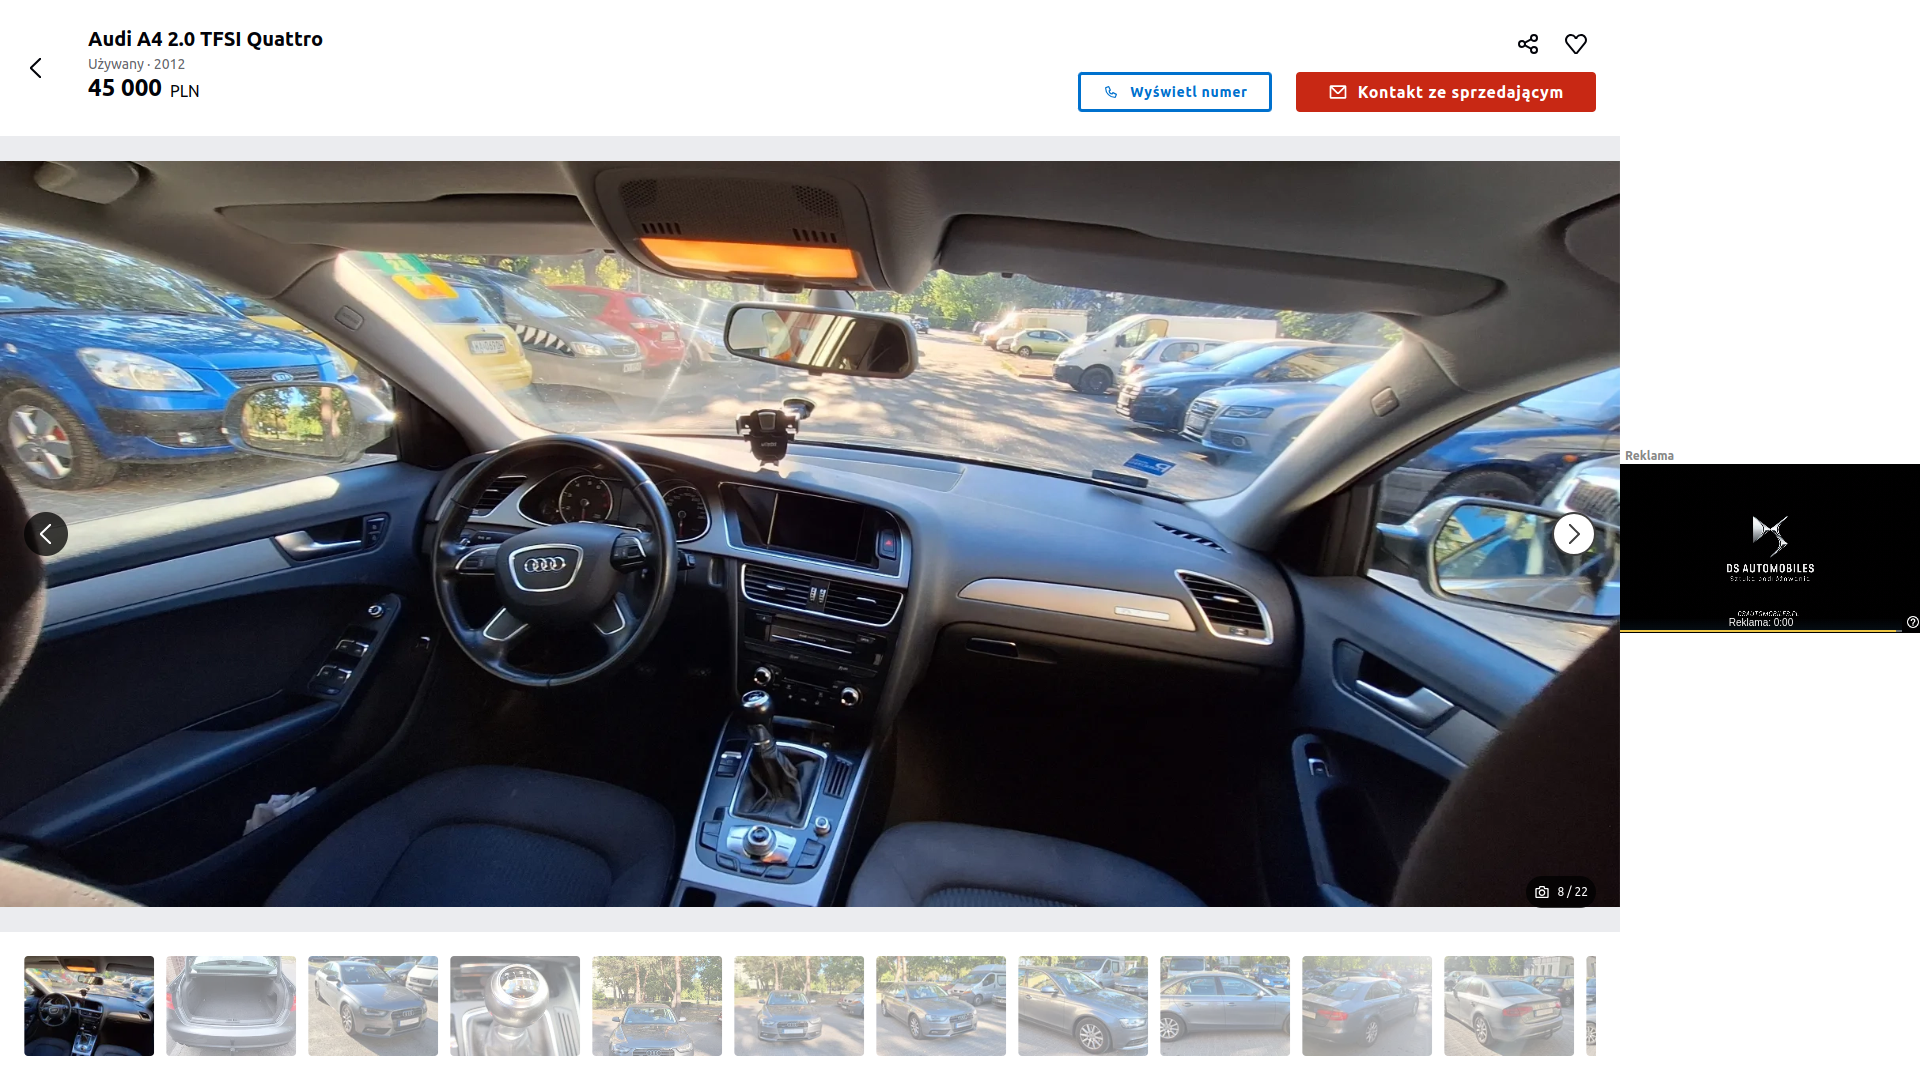 Audi A4 2.0 TFSI Quattro
Używany · 2012
45 000 PLN
Wyświetl numer
Kontakt ze sprzedającym
8 / 22
Reklama
DS AUTOMOBILES
Reklama: 0:00